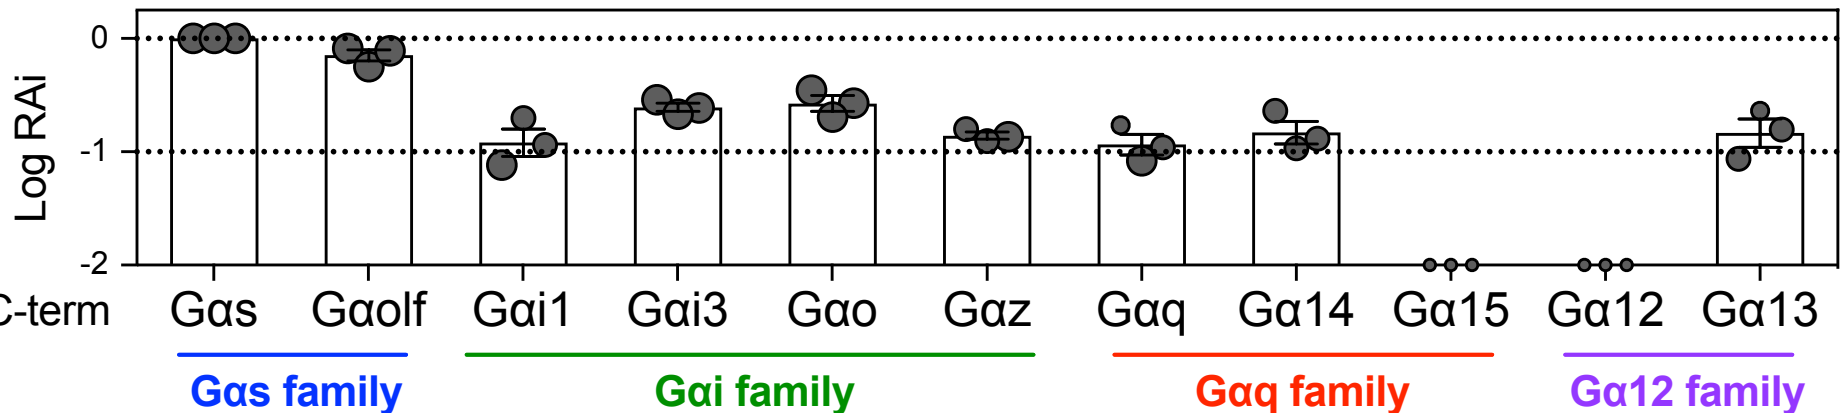 0
Log RAi
-1
-2
C-term Gαs Gαolf Gαi1 Gαi3 Gαo Gαz Gαq Gα14 Gα15 Gα12 Gα13
Gαs family Gαi family Gαq family Gα12 family